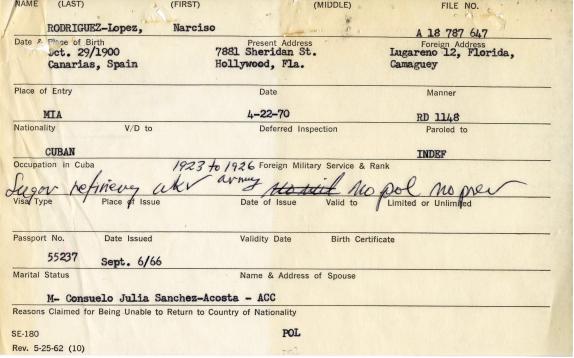 NAME (LAST) (FIRST) (MIDDLE) FILE NO.
RODRIGUEZ-Lopez, Narciso A 18 787 647
Date & Place of Birth Present Address Foreign Address
Oct. 29/1900 7881 Sheridan St. Lugareno 12, Florida,
Canarias, Spain Hollywood, Fla. Camaguey
Place of Entry Date Manner
MIA 4-22-70 RD 1148
Nationality V/D to Deferred Inspection Paroled to
CUBAN INDEF
Occupation in Cuba 1923 to 1926 Foreign Military Service & Rank
Sugar refinery wkr army no pol no prev
Visa Type Place of Issue Date of Issue Valid to Limited or Unlimited
Passport No. Date Issued Validity Date Birth Certificate
55237 Sept. 6/66
Marital Status Name & Address of Spouse
M- Consuelo Julia Sanchez-Acosta - ACC
Reasons Claimed for Being Unable to Return to Country of Nationality
SE-180 POL
Rev. 5-25-62 (10)